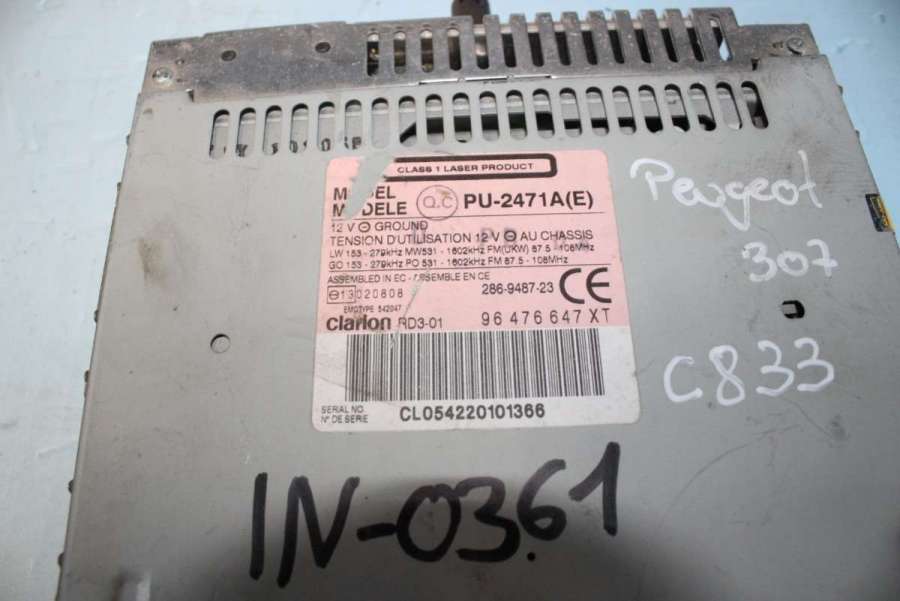 CLASS 1 LASER PRODUCT
MODEL
MODELE
Q.C
PU-2471A(E)
12 V ⊖ GROUND
TENSION D'UTILISATION 12 V ⊖ AU CHASSIS
LW 153 - 279kHz MW531 - 1602kHz FM(UKW) 87.5 - 108MHz
GO 153 - 279kHz PO 531 - 1602kHz FM 87.5 - 108MHz
ASSEMBLED IN EC - ASSEMBLE EN CE
⊖13020808
286-9487-23
CE
clarion RD3-01
96 476 647 XT
SERIAL NO.
N° DE SERIE
CL054220101366
Peugeot
307
C833
IN-0361